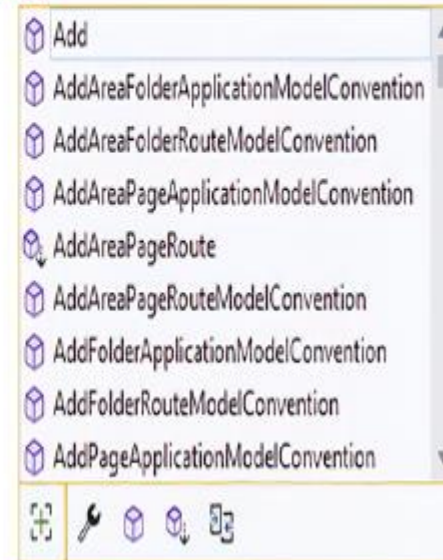 Add
AddAreaFolderApplicationModelConvention
AddAreaFolderRouteModelConvention
AddAreaPageApplicationModelConvention
AddAreaPageRoute
AddAreaPageRouteModelConvention
AddFolderApplicationModelConvention
AddFolderRouteModelConvention
AddPageApplicationModelConvention